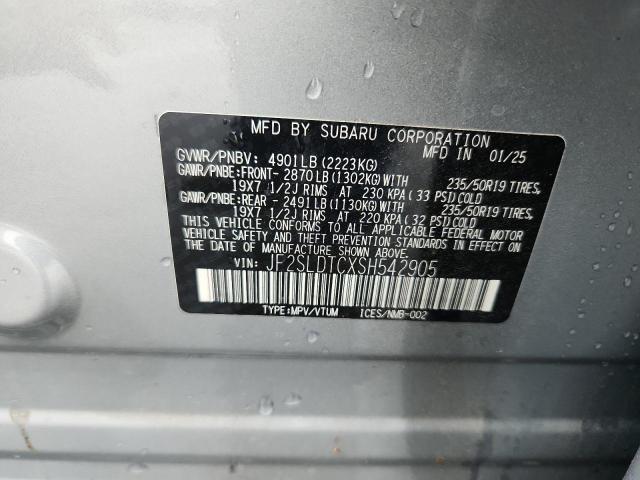 MFD BY SUBARU CORPORATION
GVWR/PNBV: 4901LB(2223KG) MFD IN 01/25
GAWR/PNBE:FRONT- 2870LB(1302KG)WITH 235/50R19 TIRES,
19X7 1/2J RIMS AT 230 KPA(33 PSI)COLD
GAWR/PNBE:REAR - 2491LB(1130KG)WITH 235/50R19 TIRES,
19X7 1/2J RIMS AT 220 KPA(32 PSI)COLD
THIS VEHICLE CONFORMS TO ALL APPLICABLE FEDERAL MOTOR
VEHICLE SAFETY AND THEFT PREVENTION STANDARDS IN EFFECT ON
THE DATE OF MANUFACTURE SHOWN ABOVE.
VIN: JF2SLDTCXSH542905
TYPE:MPV/VTUM ICES/NMB-002